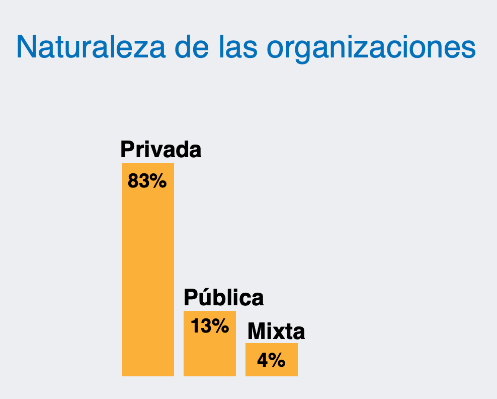 Naturaleza de las organizaciones
Privada
83%
Pública
13%
Mixta
4%